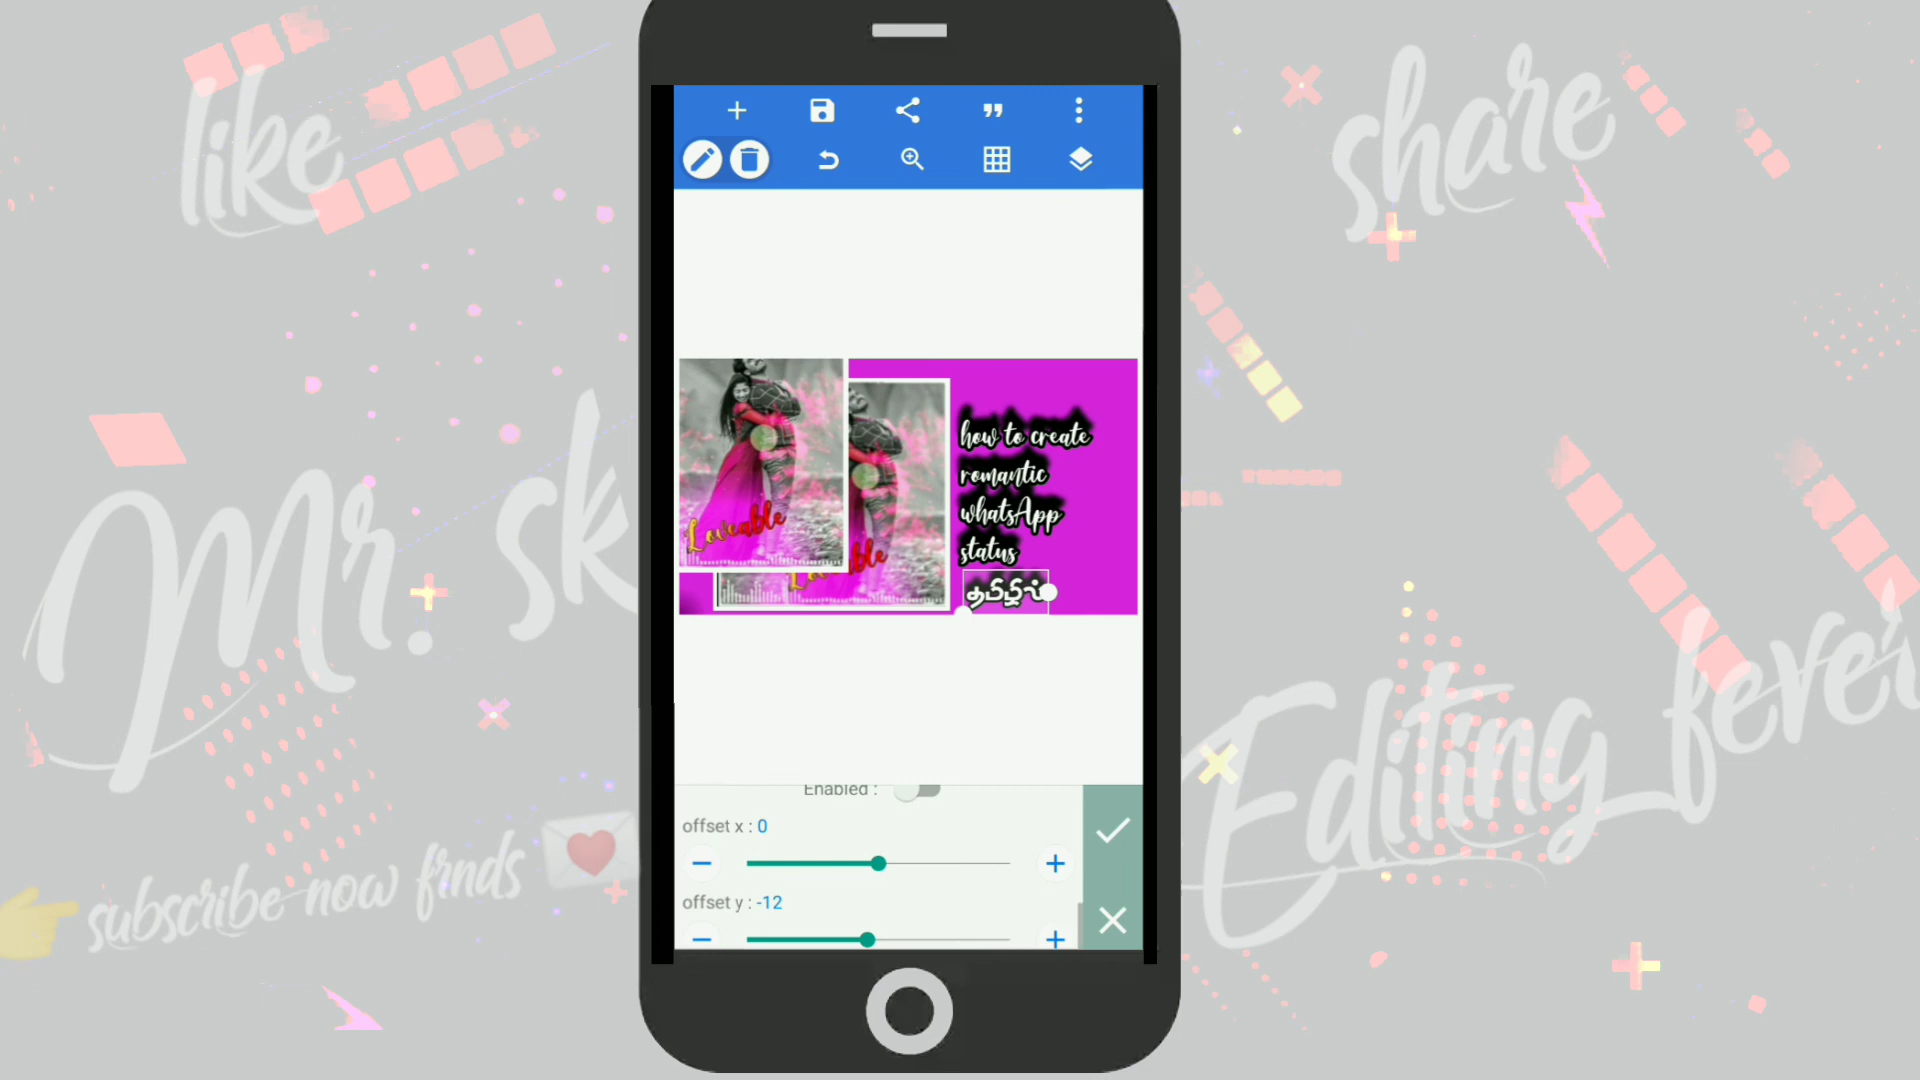 like
share
how to create
romantic
whatsApp
status
தமிழில்
Loveable
Mr. sk
Editing fever
subscribe now frnds
Enabled :
offset x : 0
offset y : -12